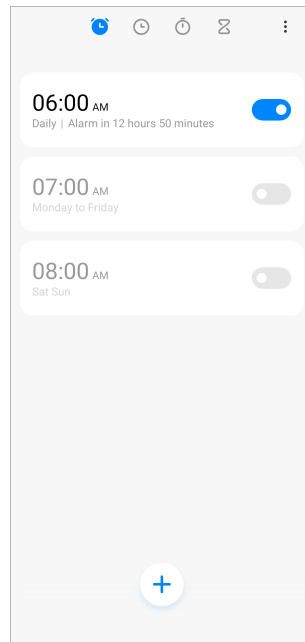 06:00 AM
Daily | Alarm in 12 hours 50 minutes
07:00 AM
Monday to Friday
08:00 AM
Sat Sun